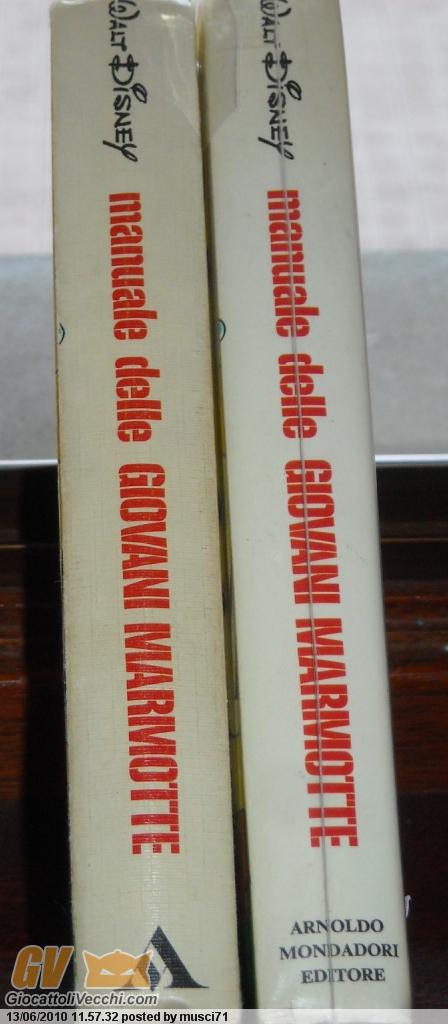 WALT DISNEY
manuale delle GIOVANI MARMOTTE
WALT DISNEY
manuale delle GIOVANI MARMOTTE
ARNOLDO
MONDADORI
EDITORE
GV
GiocattoliVecchi.com
13/06/2010 11.57.32 posted by musci71